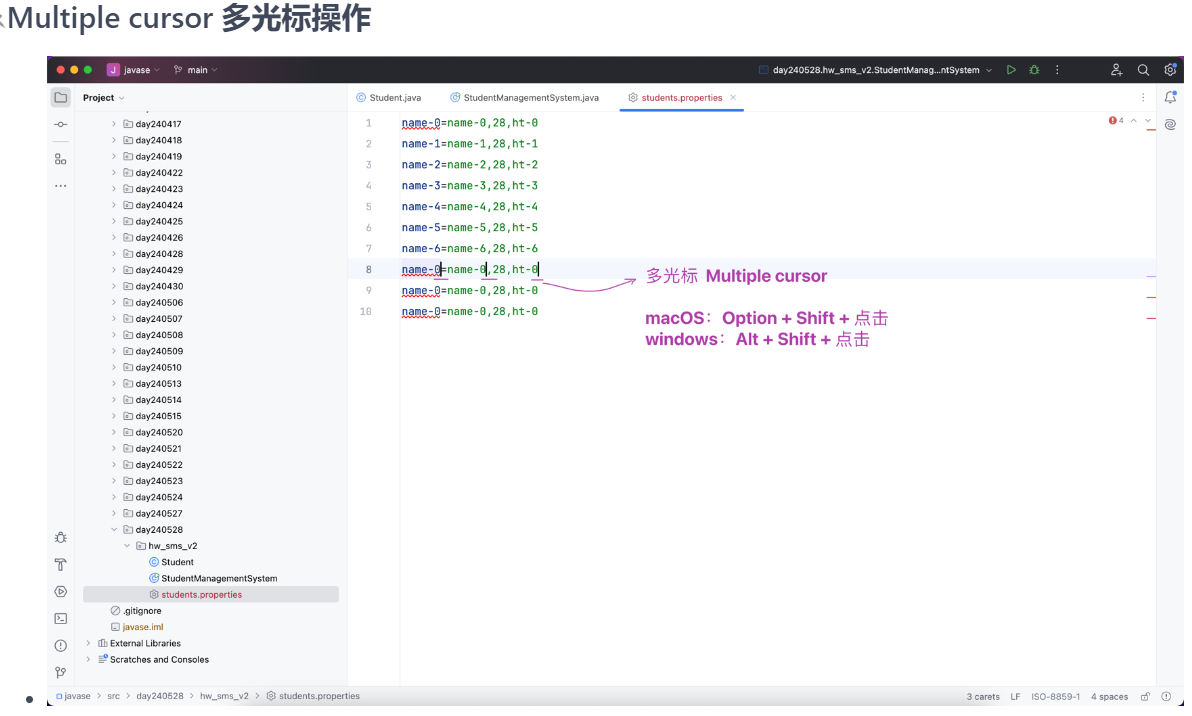 Multiple cursor 多光标操作
J javase main
day240528.hw_sms_v2.StudentManag...ntSystem
Project
Student.java StudentManagementSystem.java students.properties
day240417
day240418
day240419
day240422
day240423
day240424
day240425
day240426
day240428
day240429
day240430
day240506
day240507
day240508
day240509
day240510
day240513
day240514
day240515
day240520
day240521
day240522
day240523
day240524
day240527
day240528
hw_sms_v2
Student
StudentManagementSystem
students.properties
.gitignore
javase.iml
External Libraries
Scratches and Consoles
1 name-0=name-0,28,ht-0
2 name-1=name-1,28,ht-1
3 name-2=name-2,28,ht-2
4 name-3=name-3,28,ht-3
5 name-4=name-4,28,ht-4
6 name-5=name-5,28,ht-5
7 name-6=name-6,28,ht-6
8 name-0=name-0,28,ht-0
9 name-0=name-0,28,ht-0
10 name-0=name-0,28,ht-0
4
多光标 Multiple cursor
macOS：Option + Shift + 点击
windows：Alt + Shift + 点击
javase > src > day240528 > hw_sms_v2 > students.properties
3 carets LF ISO-8859-1 4 spaces